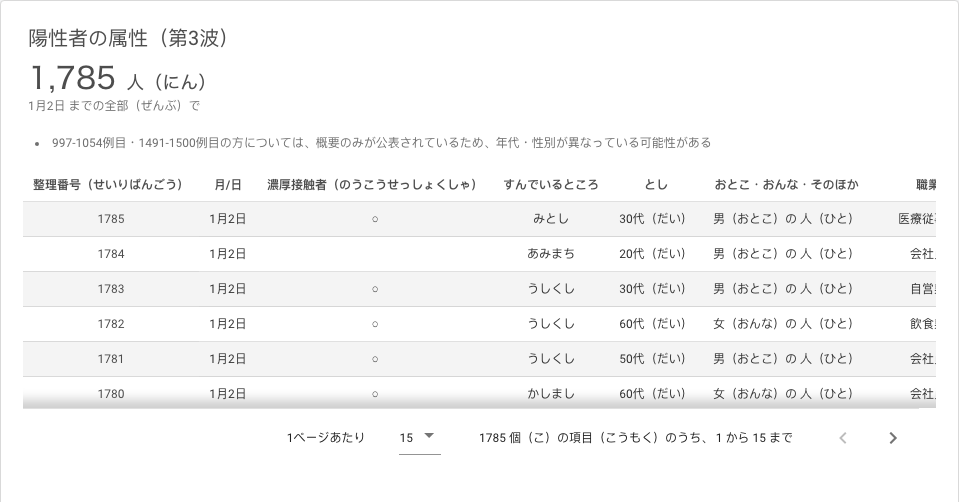 陽性者の属性（第3波）
1,785 人（にん）
1月2日 までの全部（ぜんぶ）で
• 997-1054例目・1491-1500例目の方については、概要のみが公表されているため、年代・性別が異なっている可能性がある
整理番号（せいりばんごう） 月/日 濃厚接触者（のうこうせっしょくしゃ） すんでいるところ とし おとこ・おんな・そのほか 職業
1785 1月2日 ○ みとし 30代（だい） 男（おとこ）の 人（ひと） 医療従
1784 1月2日 あみまち 20代（だい） 男（おとこ）の 人（ひと） 会社
1783 1月2日 ○ うしくし 30代（だい） 男（おとこ）の 人（ひと） 自営
1782 1月2日 ○ うしくし 60代（だい） 女（おんな）の 人（ひと） 飲食
1781 1月2日 ○ うしくし 50代（だい） 男（おとこ）の 人（ひと） 会社
1780 1月2日 ○ かしまし 60代（だい） 女（おんな）の 人（ひと） 会社
1ページあたり 15 1785 個（こ）の項目（こうもく）のうち、1 から 15 まで